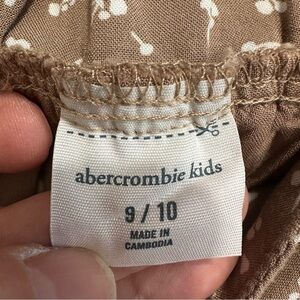 abercrombie kids
9 / 10
MADE IN
CAMBODIA